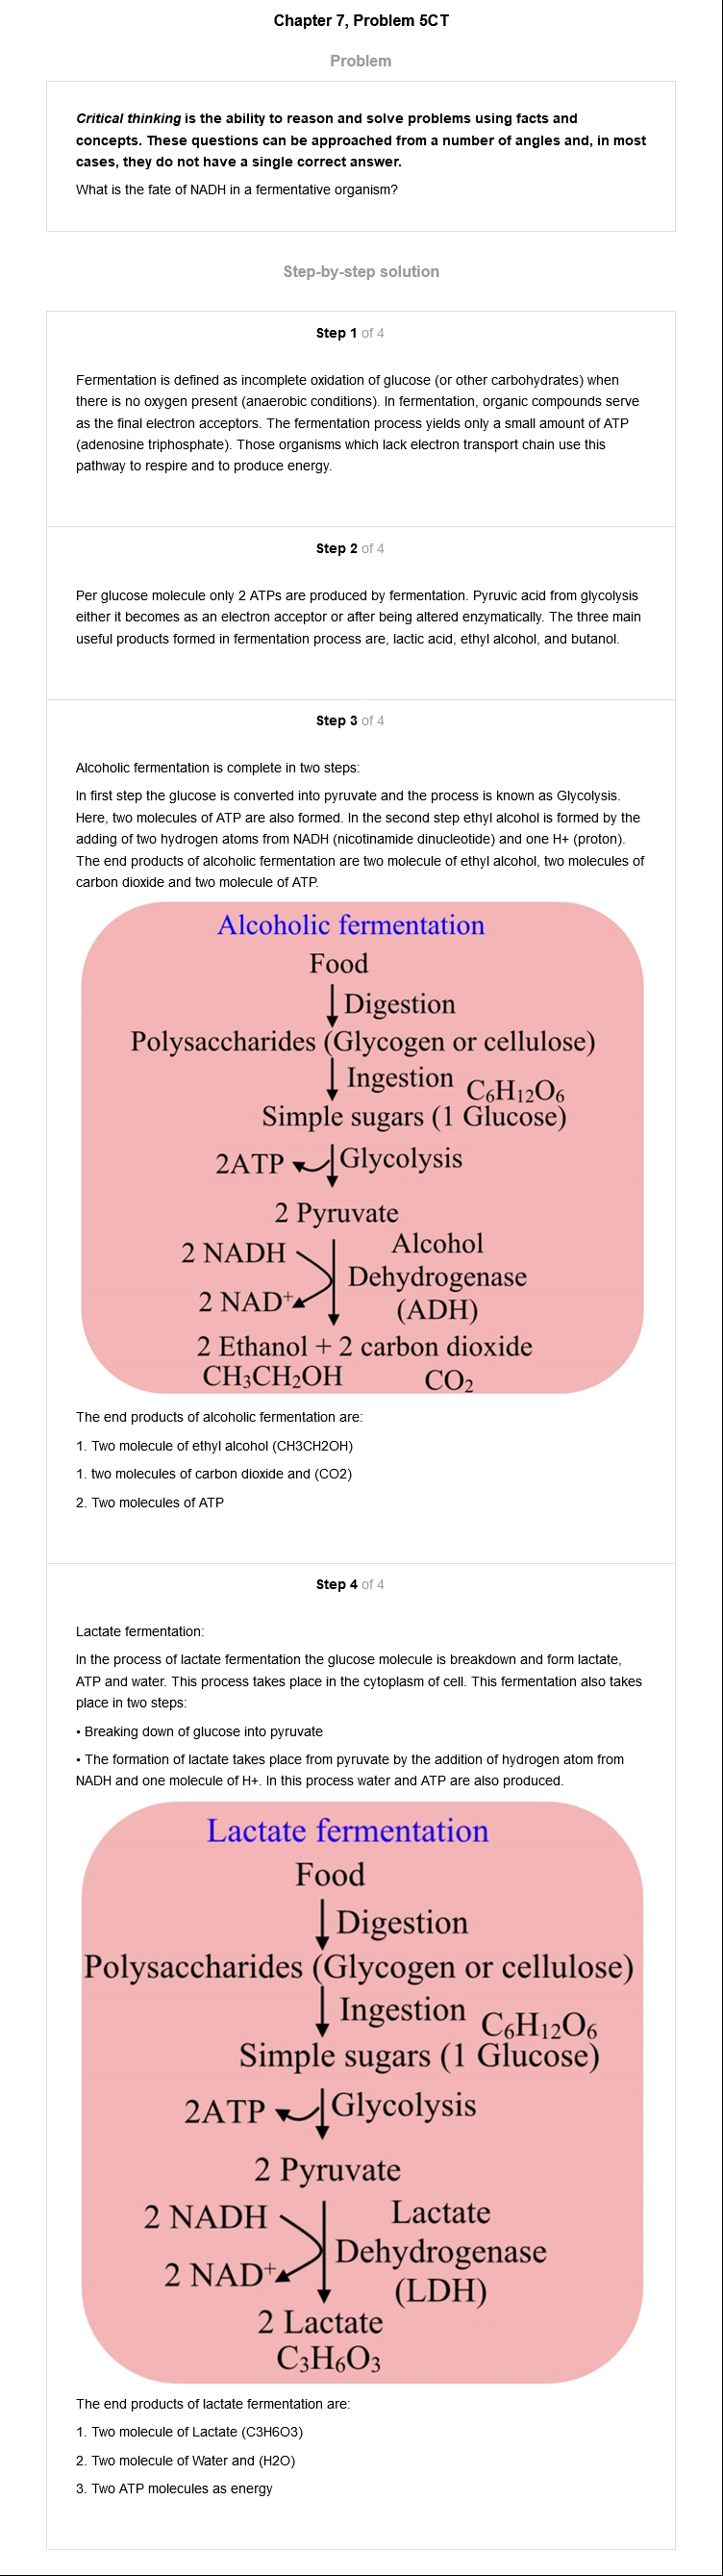 Chapter 7, Problem 5CT
Problem
Critical thinking is the ability to reason and solve problems using facts and
concepts. These questions can be approached from a number of angles and, in most
cases, they do not have a single correct answer.
What is the fate of NADH in a fermentative organism?
Step-by-step solution
Step 1 of 4
Fermentation is defined as incomplete oxidation of glucose (or other carbohydrates) when
there is no oxygen present (anaerobic conditions). In fermentation, organic compounds serve
as the final electron acceptors. The fermentation process yields only a small amount of ATP
(adenosine triphosphate). Those organisms which lack electron transport chain use this
pathway to respire and to produce energy.
Step 2 of 4
Per glucose molecule only 2 ATPs are produced by fermentation. Pyruvic acid from glycolysis
either it becomes as an electron acceptor or after being altered enzymatically. The three main
useful products formed in fermentation process are, lactic acid, ethyl alcohol, and butanol.
Step 3 of 4
Alcoholic fermentation is complete in two steps:
In first step the glucose is converted into pyruvate and the process is known as Glycolysis.
Here, two molecules of ATP are also formed. In the second step ethyl alcohol is formed by the
adding of two hydrogen atoms from NADH (nicotinamide dinucleotide) and one H+ (proton).
The end products of alcoholic fermentation are two molecule of ethyl alcohol, two molecules of
carbon dioxide and two molecule of ATP.
Alcoholic fermentation
Food
Digestion
Polysaccharides (Glycogen or cellulose)
Ingestion C₆H₁₂O₆
Simple sugars (1 Glucose)
2ATP Glycolysis
2 Pyruvate
2 NADH Alcohol
Dehydrogenase
2 NAD⁺ (ADH)
2 Ethanol + 2 carbon dioxide
CH₃CH₂OH CO₂
The end products of alcoholic fermentation are:
1. Two molecule of ethyl alcohol (CH3CH2OH)
1. two molecules of carbon dioxide and (CO2)
2. Two molecules of ATP
Step 4 of 4
Lactate fermentation:
In the process of lactate fermentation the glucose molecule is breakdown and form lactate,
ATP and water. This process takes place in the cytoplasm of cell. This fermentation also takes
place in two steps:
• Breaking down of glucose into pyruvate
• The formation of lactate takes place from pyruvate by the addition of hydrogen atom from
NADH and one molecule of H+. In this process water and ATP are also produced.
Lactate fermentation
Food
Digestion
Polysaccharides (Glycogen or cellulose)
Ingestion C₆H₁₂O₆
Simple sugars (1 Glucose)
2ATP Glycolysis
2 Pyruvate
2 NADH Lactate
Dehydrogenase
2 NAD⁺ (LDH)
2 Lactate
C₃H₆O₃
The end products of lactate fermentation are:
1. Two molecule of Lactate (C3H6O3)
2. Two molecule of Water and (H2O)
3. Two ATP molecules as energy